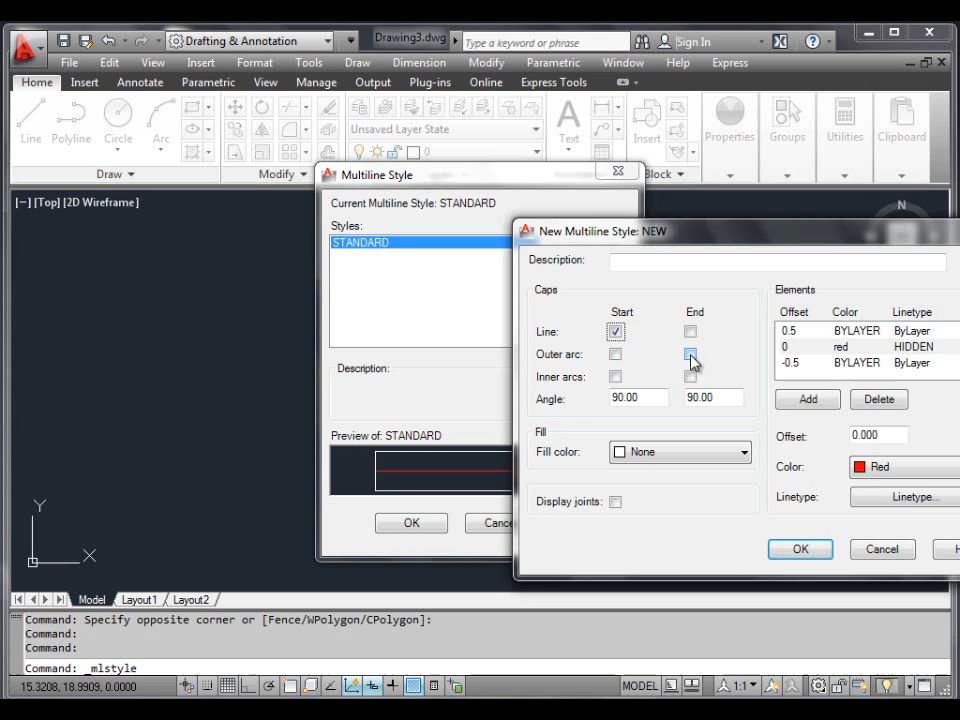 Drafting & Annotation
Drawing3.dwg
Type a keyword or phrase
Sign In
File Edit View Insert Format Tools Draw Dimension Modify Parametric Window Help Express
Home Insert Annotate Parametric View Manage Output Plug-ins Online Express Tools
Unsaved Layer State
0
Line Polyline Circle Arc
Text
Insert
Properties Groups Utilities Clipboard
Draw
Modify
Block
[−] [Top] [2D Wireframe]
N
Multiline Style
Current Multiline Style: STANDARD
Styles:
STANDARD
Description:
Preview of: STANDARD
OK
New Multiline Style: NEW
Description:
Caps
Start End
Line:
Outer arc:
Inner arcs:
Angle: 90.00 90.00
Fill
Fill color: None
Display joints:
Elements
Offset Color Linetype
0.5 BYLAYER ByLayer
0 red HIDDEN
-0.5 BYLAYER ByLayer
Add Delete
Offset: 0.000
Color: Red
Linetype: Linetype...
OK Cancel
Y
X
Model Layout1 Layout2
Command: Specify opposite corner or [Fence/WPolygon/CPolygon]:
Command:
Command:
Command: _mlstyle
15.3208, 18.9909, 0.0000
MODEL
1:1